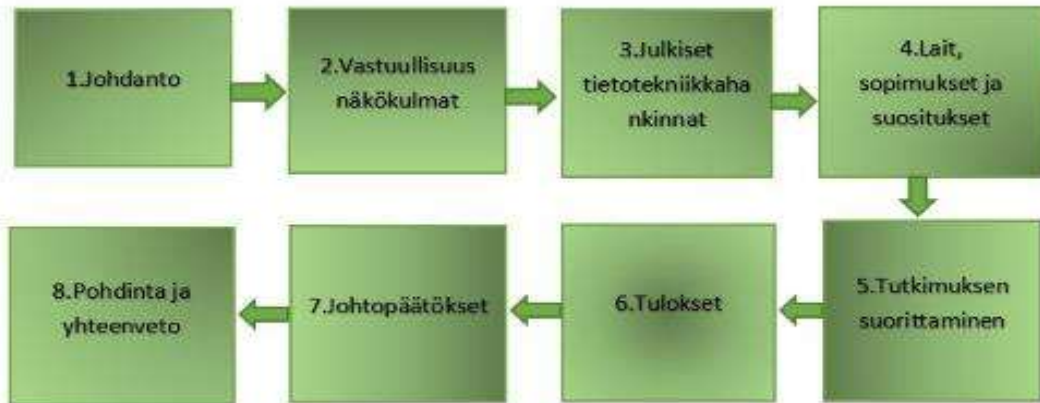 1.Johdanto
2.Vastuullisuus
näkökulmat
3.Julkiset
tietotekniikkaha
nkinnat
4.Lait,
sopimukset ja
suositukset
5.Tutkimuksen
suorittaminen
6.Tulokset
7.Johtopäätökset
8.Pohdinta ja
yhteenveto